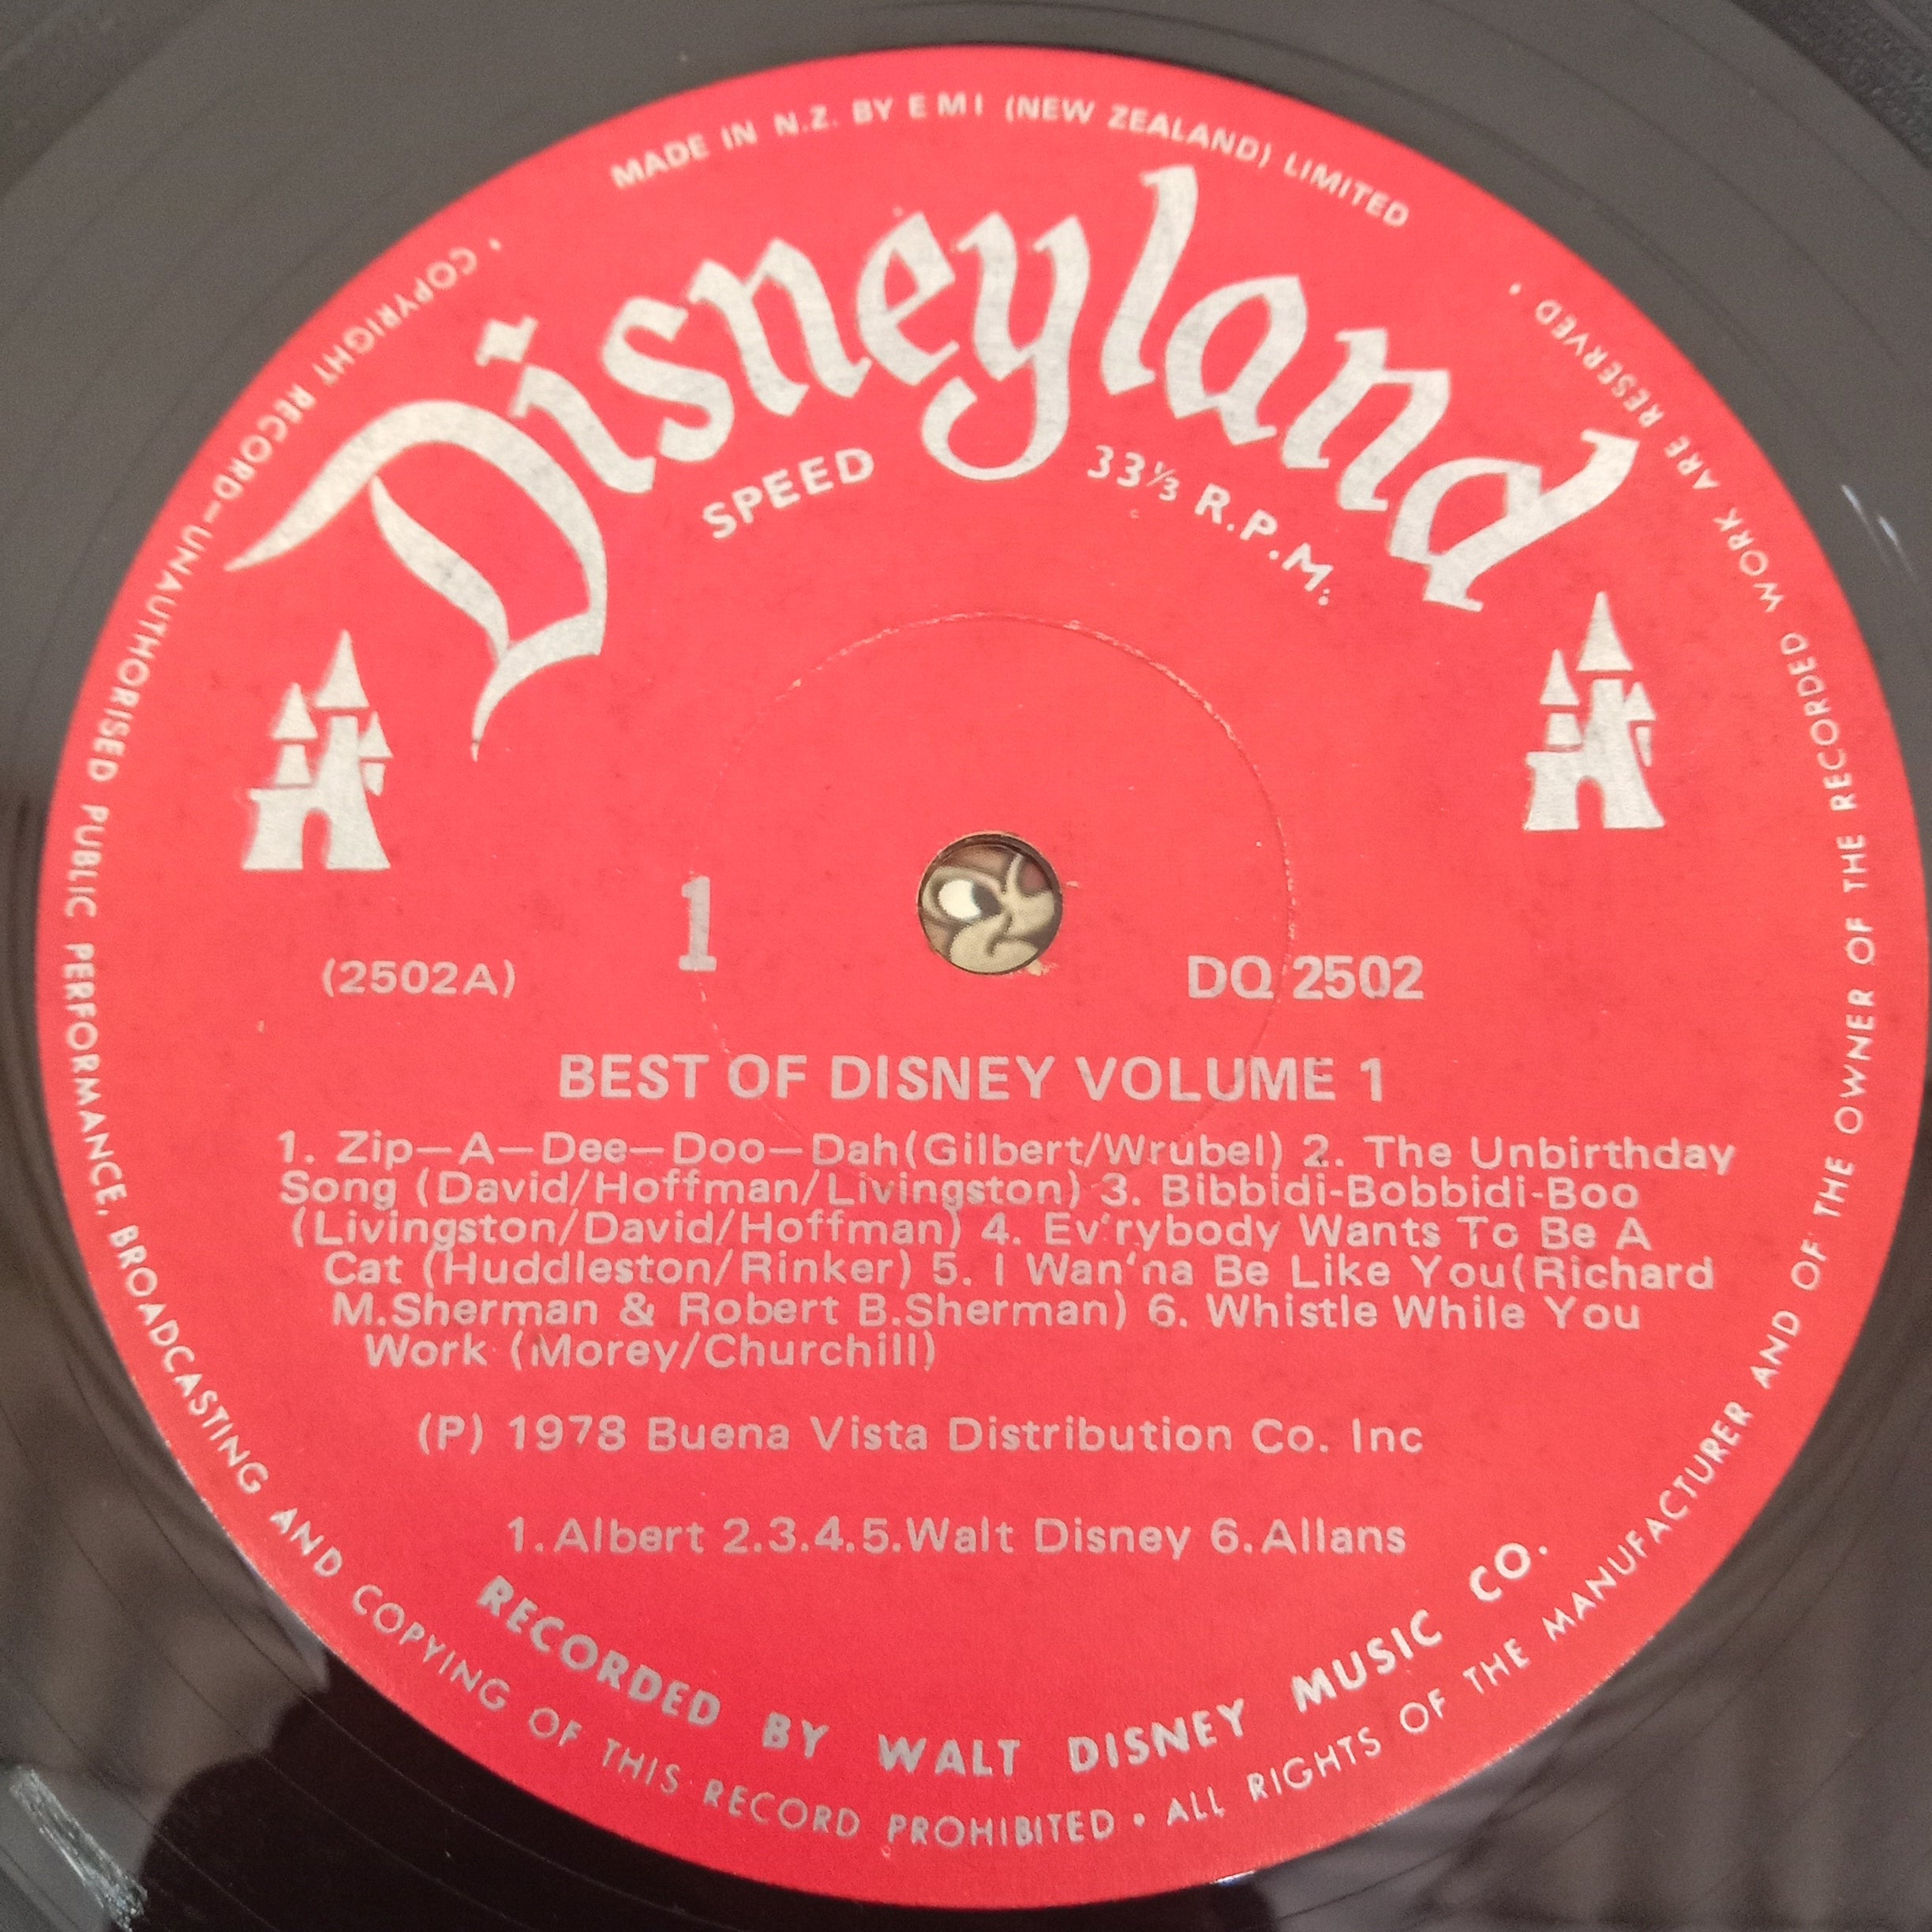 MADE IN N.Z. BY EMI (NEW ZEALAND) LIMITED
Disneyland
SPEED 33⅓ R.P.M.
1
(2502A)
DQ 2502
BEST OF DISNEY VOLUME 1
1. Zip—A—Dee—Doo—Dah(Gilbert/Wrubel) 2. The Unbirthday
Song (David/Hoffman/Livingston) 3. Bibbidi-Bobbidi-Boo
(Livingston/David/Hoffman) 4. Ev'rybody Wants To Be A
Cat (Huddleston/Rinker) 5. I Wan'na Be Like You(Richard
M.Sherman & Robert B.Sherman) 6. Whistle While You
Work (Morey/Churchill)
(P) 1978 Buena Vista Distribution Co. Inc
1.Albert 2.3.4.5.Walt Disney 6.Allans
RECORDED BY WALT DISNEY MUSIC CO.
• COPYRIGHT RECORD—UNAUTHORISED PUBLIC PERFORMANCE, BROADCASTING AND COPYING OF THIS RECORD PROHIBITED • ALL RIGHTS OF THE MANUFACTURER AND OF THE OWNER OF THE RECORDED WORK ARE RESERVED •